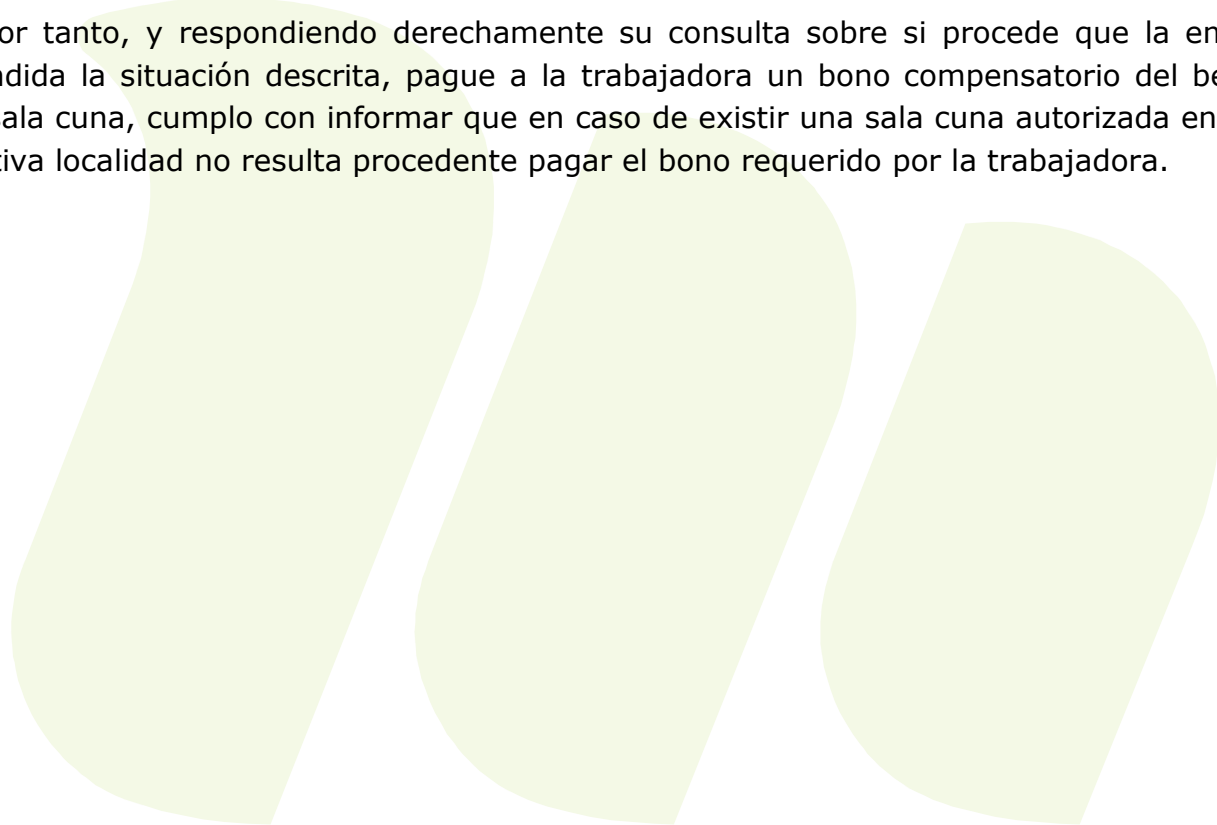 or tanto, y respondiendo derechamente su consulta sobre si procede que la en
dida la situación descrita, pague a la trabajadora un bono compensatorio del be
sala cuna, cumplo con informar que en caso de existir una sala cuna autorizada en
tiva localidad no resulta procedente pagar el bono requerido por la trabajadora.